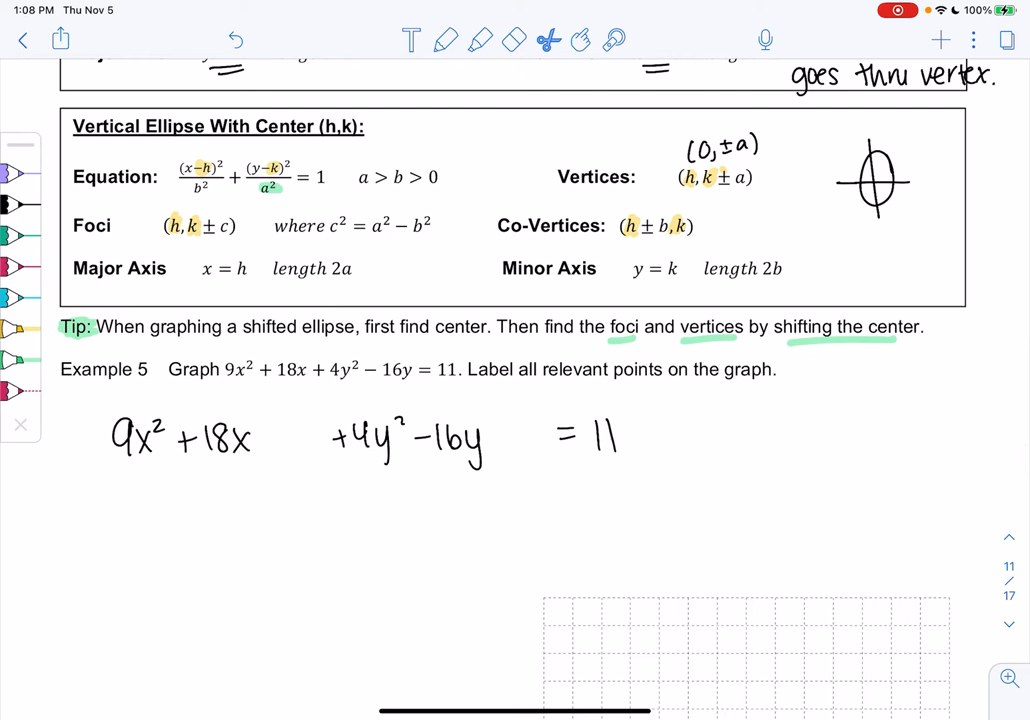 1:08 PM Thu Nov 5
100%
goes thru vertex.
Vertical Ellipse With Center (h,k):
(0, ±a)
Equation: (x−h)²/b² + (y−k)²/a² = 1 a > b > 0 Vertices: (h, k ± a)
Foci (h, k ± c) where c² = a² − b² Co-Vertices: (h ± b, k)
Major Axis x = h length 2a Minor Axis y = k length 2b
Tip: When graphing a shifted ellipse, first find center. Then find the foci and vertices by shifting the center.
Example 5 Graph 9x² + 18x + 4y² − 16y = 11. Label all relevant points on the graph.
9x² + 18x + 4y² − 16y = 11
11
/
17